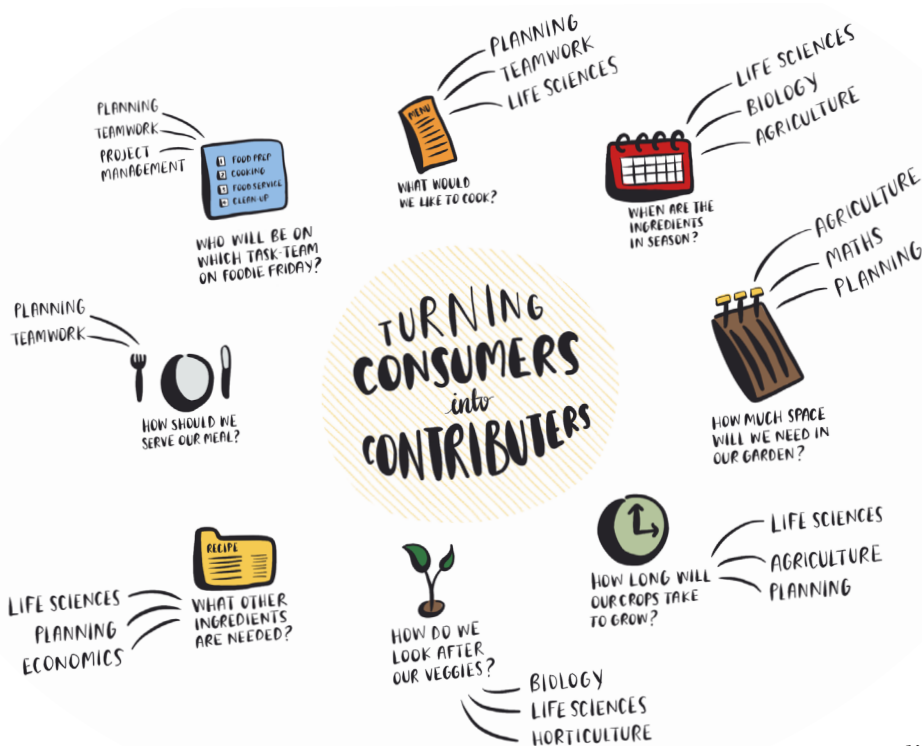 PLANNING
TEAMWORK
LIFE SCIENCES
MENU
WHAT WOULD
WE LIKE TO COOK?
LIFE SCIENCES
BIOLOGY
AGRICULTURE
WHEN ARE THE
INGREDIENTS
IN SEASON?
AGRICULTURE
MATHS
PLANNING
HOW MUCH SPACE
WILL WE NEED IN
OUR GARDEN?
LIFE SCIENCES
AGRICULTURE
PLANNING
HOW LONG WILL
OUR CROPS TAKE
TO GROW?
HOW DO WE
LOOK AFTER
OUR VEGGIES?
BIOLOGY
LIFE SCIENCES
HORTICULTURE
RECIPE
WHAT OTHER
INGREDIENTS
ARE NEEDED?
LIFE SCIENCES
PLANNING
ECONOMICS
PLANNING
TEAMWORK
HOW SHOULD WE
SERVE OUR MEAL?
PLANNING
TEAMWORK
PROJECT
MANAGEMENT
1 FOOD PREP
2 COOKING
3 FOOD SERVICE
4 CLEAN-UP
WHO WILL BE ON
WHICH TASK-TEAM
ON FOODIE FRIDAY?
TURNING
CONSUMERS
into
CONTRIBUTERS